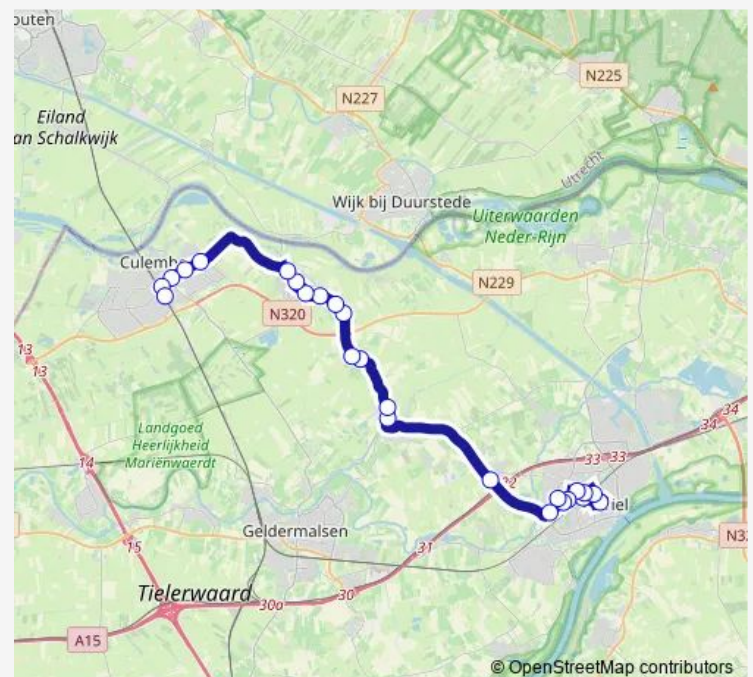 outen
N225
N227
Eiland
an Schalkwijk
Utrecht
Wijk bij Duurstede
Uiterwaarden
Neder-Rijn
Culemb
N229
N320
13
13
Landgoed
Heerlijkheid
Mariënwaerdt
34
34
33
33
14
32
iel
Geldermalsen
N3
15
31
Tielerwaard
30
30a
A15
© OpenStreetMap contributors